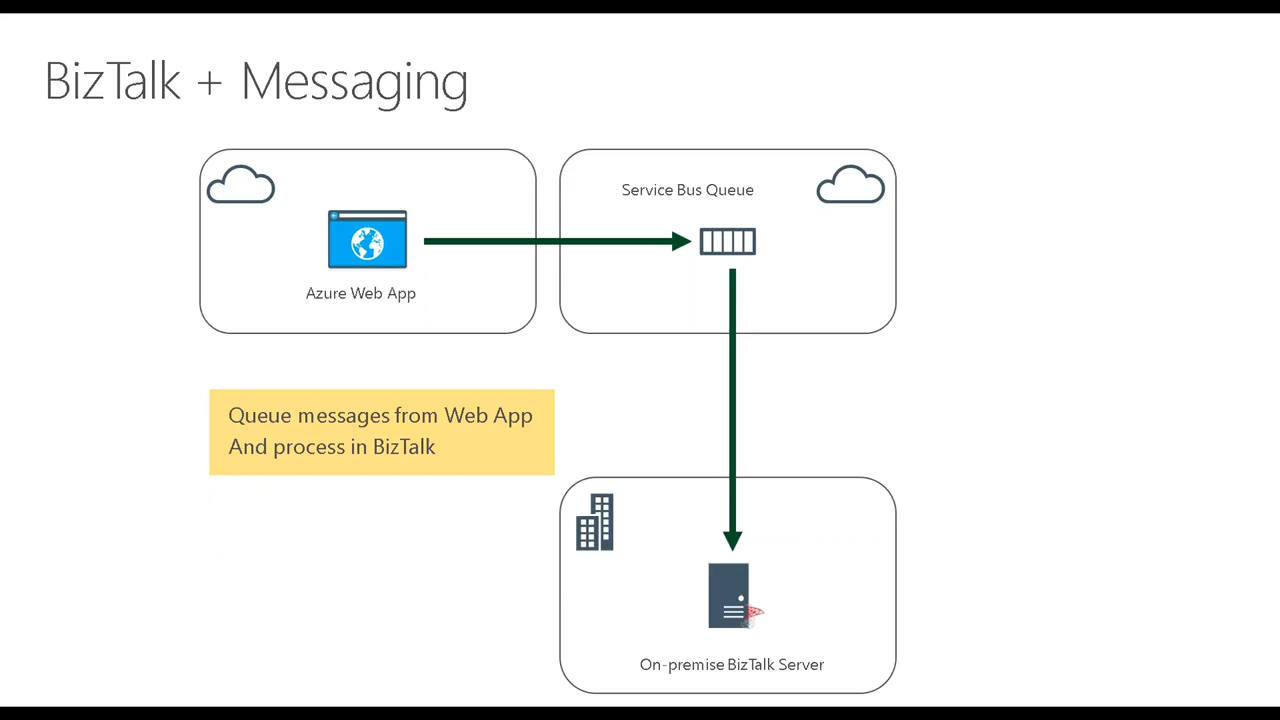 BizTalk + Messaging
Service Bus Queue
Azure Web App
Queue messages from Web App
And process in BizTalk
On-premise BizTalk Server